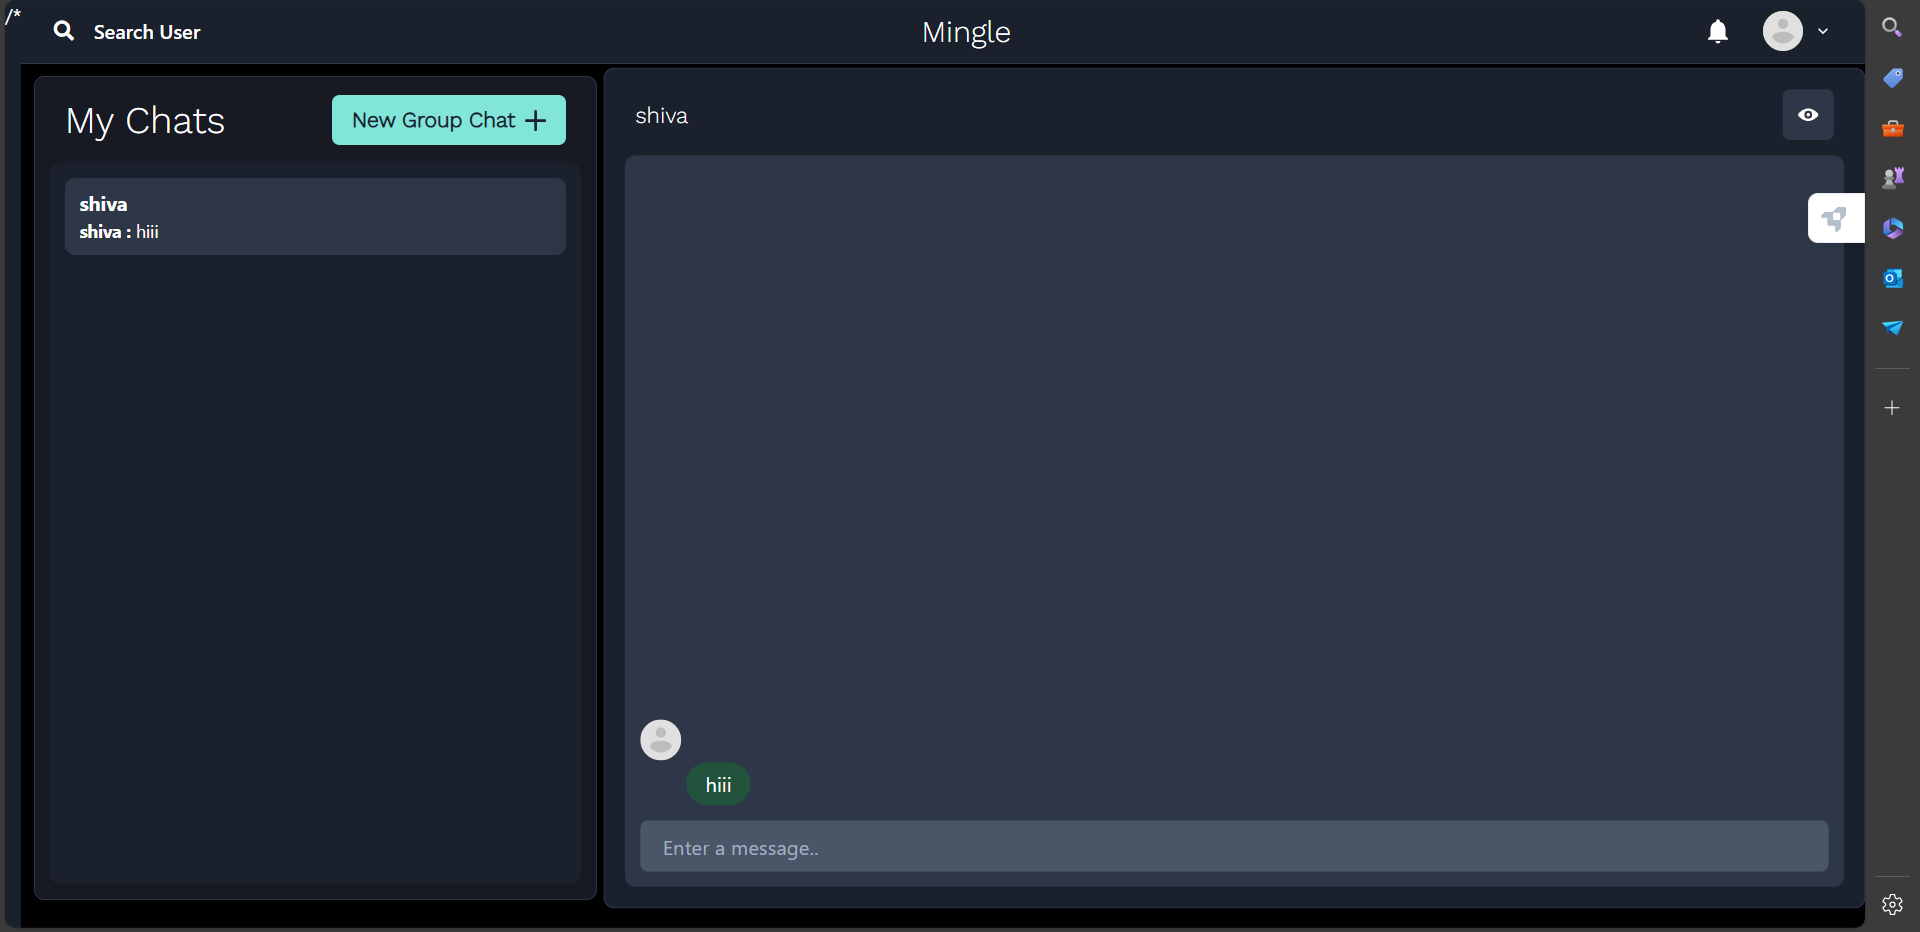 /*
Search User
Mingle
My Chats
New Group Chat
shiva
shiva : hiii
shiva
hiii
Enter a message..